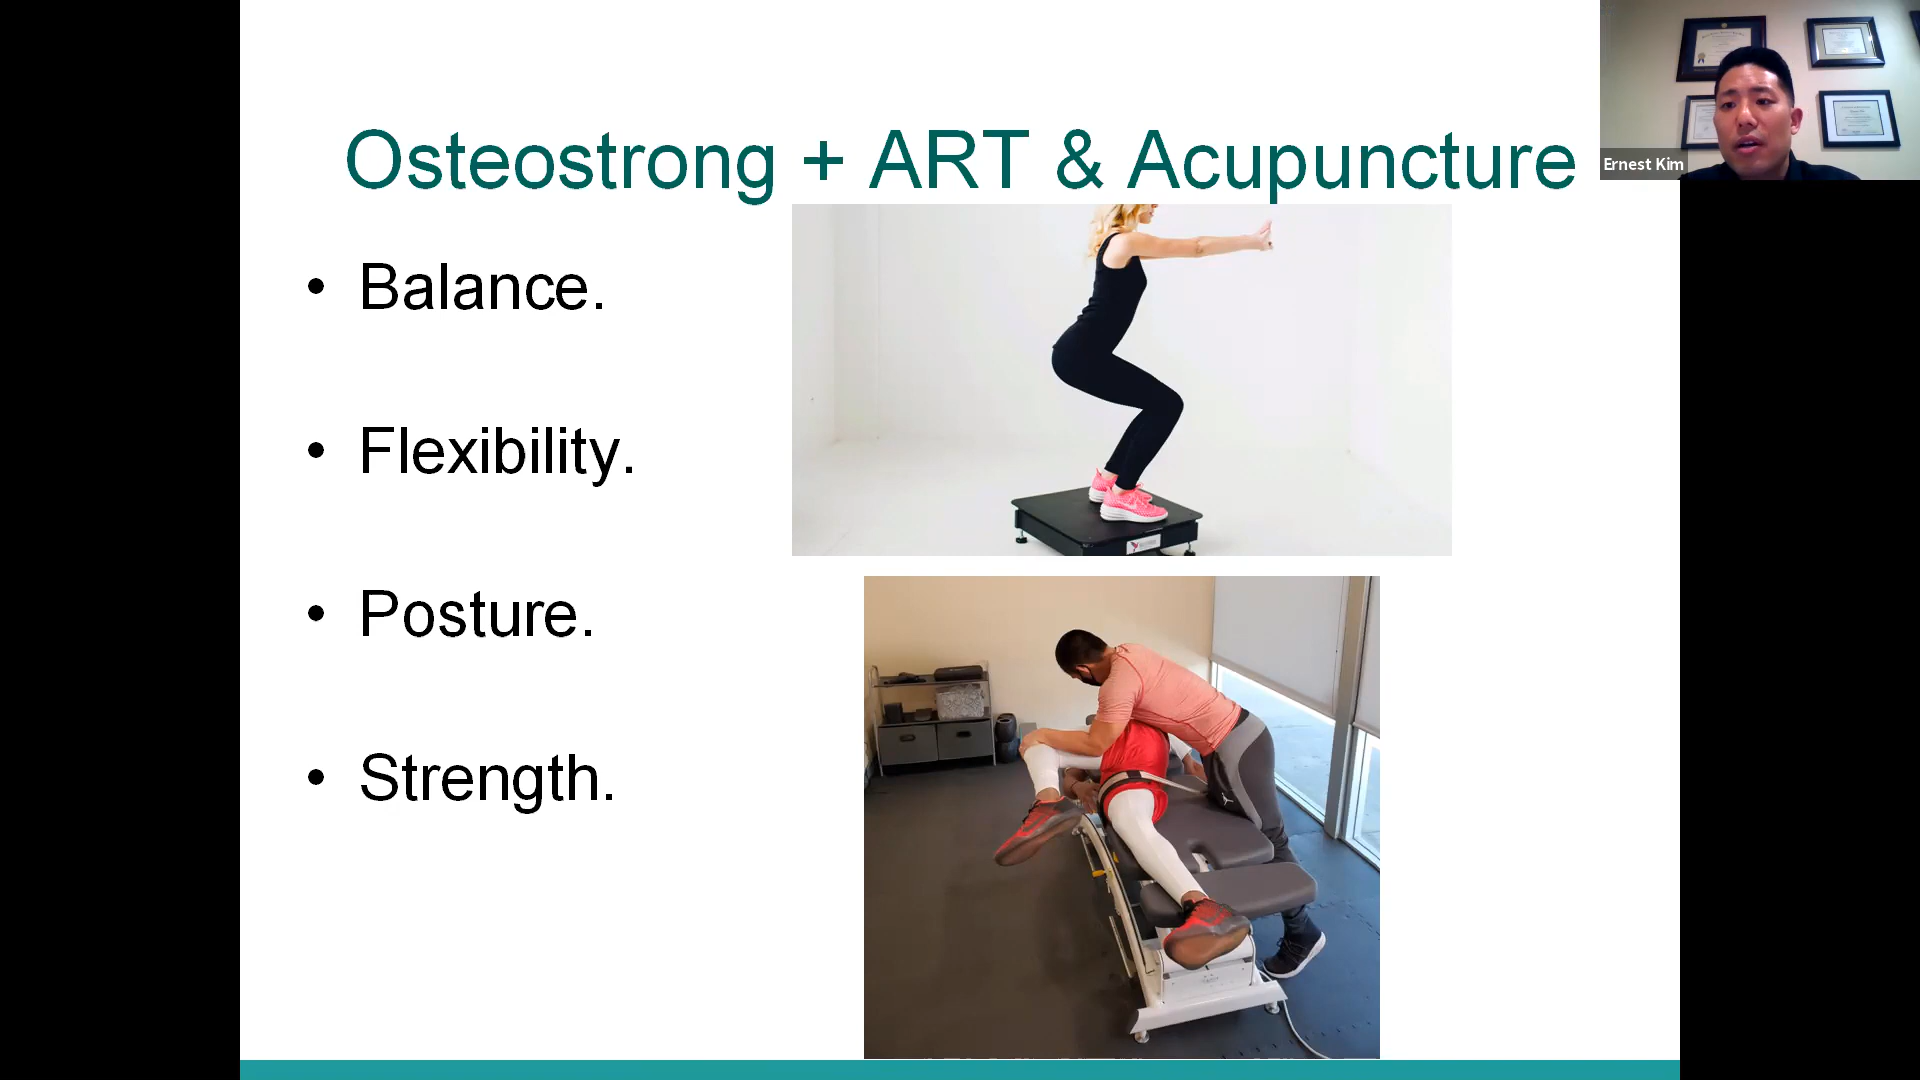 Osteostrong + ART & Acupuncture
Ernest Kim
• Balance.
• Flexibility.
• Posture.
• Strength.